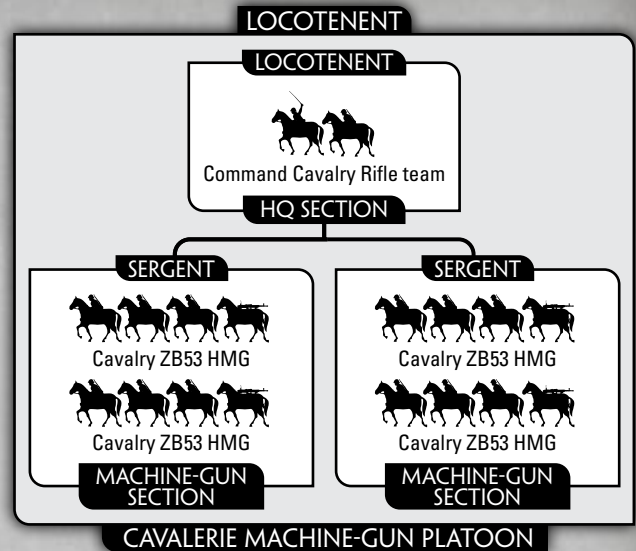 LOCOTENENT
LOCOTENENT
Command Cavalry Rifle team
HQ SECTION
SERGENT
Cavalry ZB53 HMG
Cavalry ZB53 HMG
MACHINE-GUN
SECTION
SERGENT
Cavalry ZB53 HMG
Cavalry ZB53 HMG
MACHINE-GUN
SECTION
CAVALERIE MACHINE-GUN PLATOON